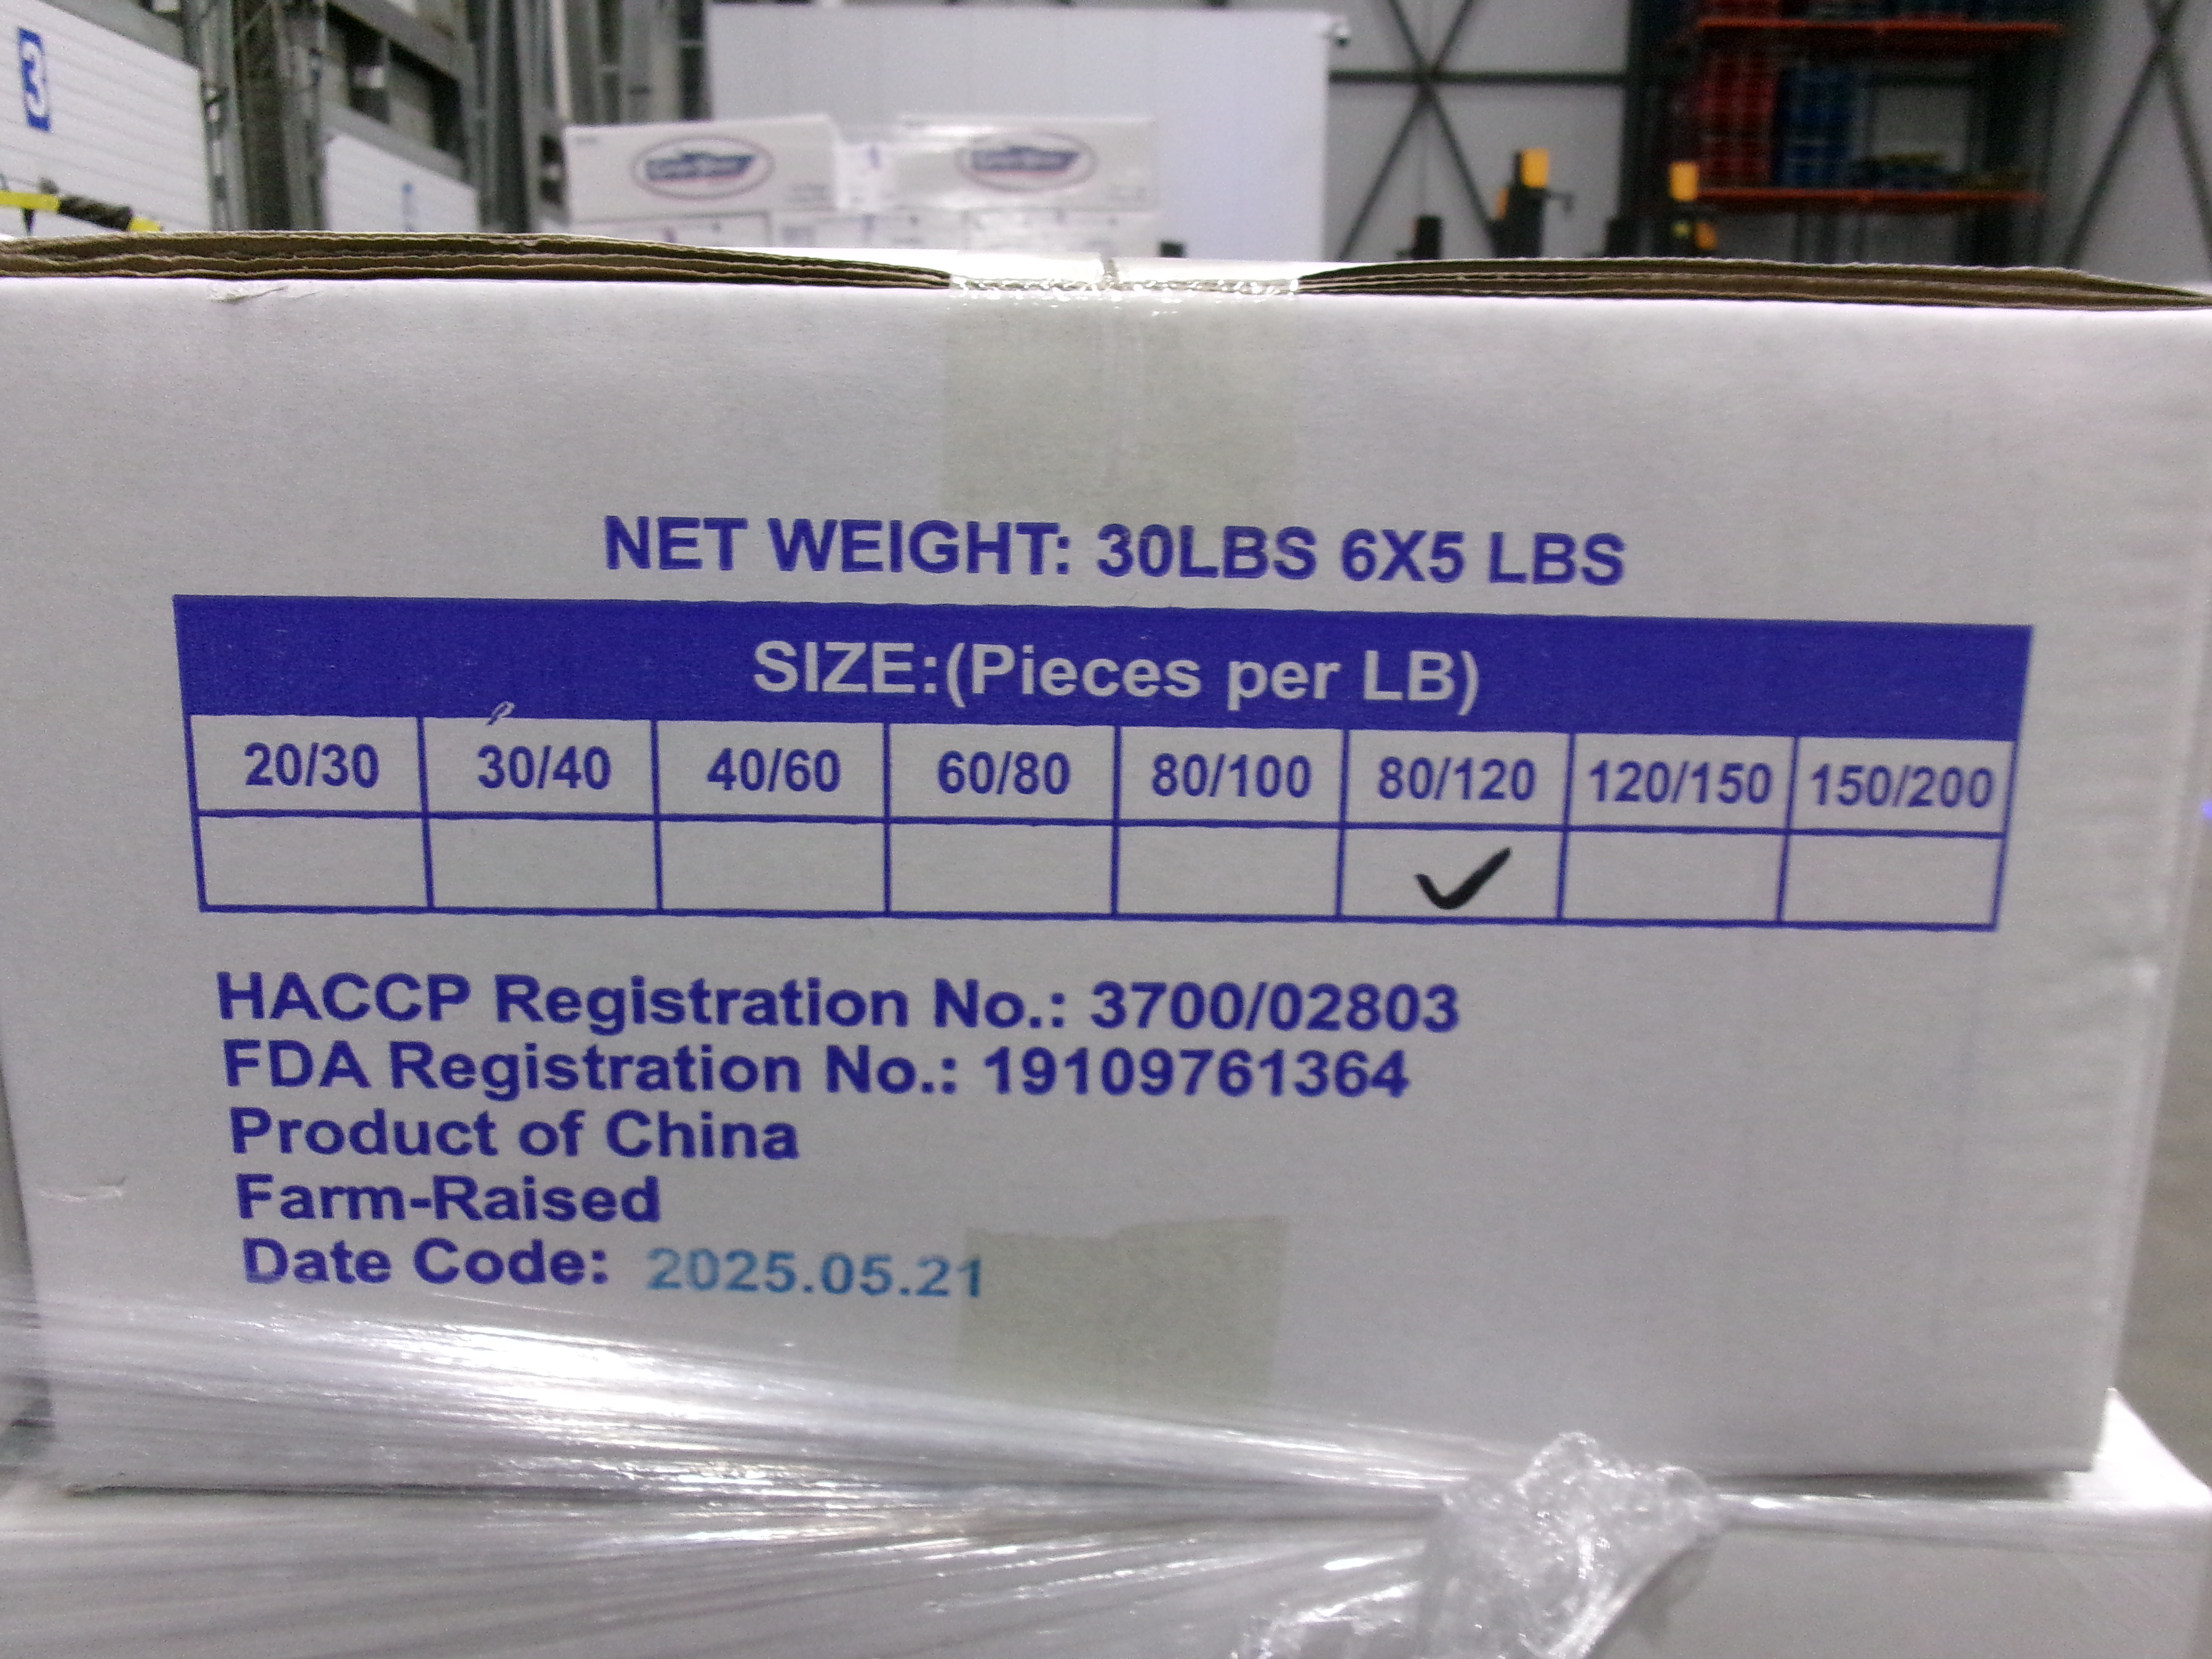 3
NET WEIGHT: 30LBS 6X5 LBS
SIZE:(Pieces per LB)
20/30 30/40 40/60 60/80 80/100 80/120 120/150 150/200
✓
HACCP Registration No.: 3700/02803
FDA Registration No.: 19109761364
Product of China
Farm-Raised
Date Code: 2025.05.21